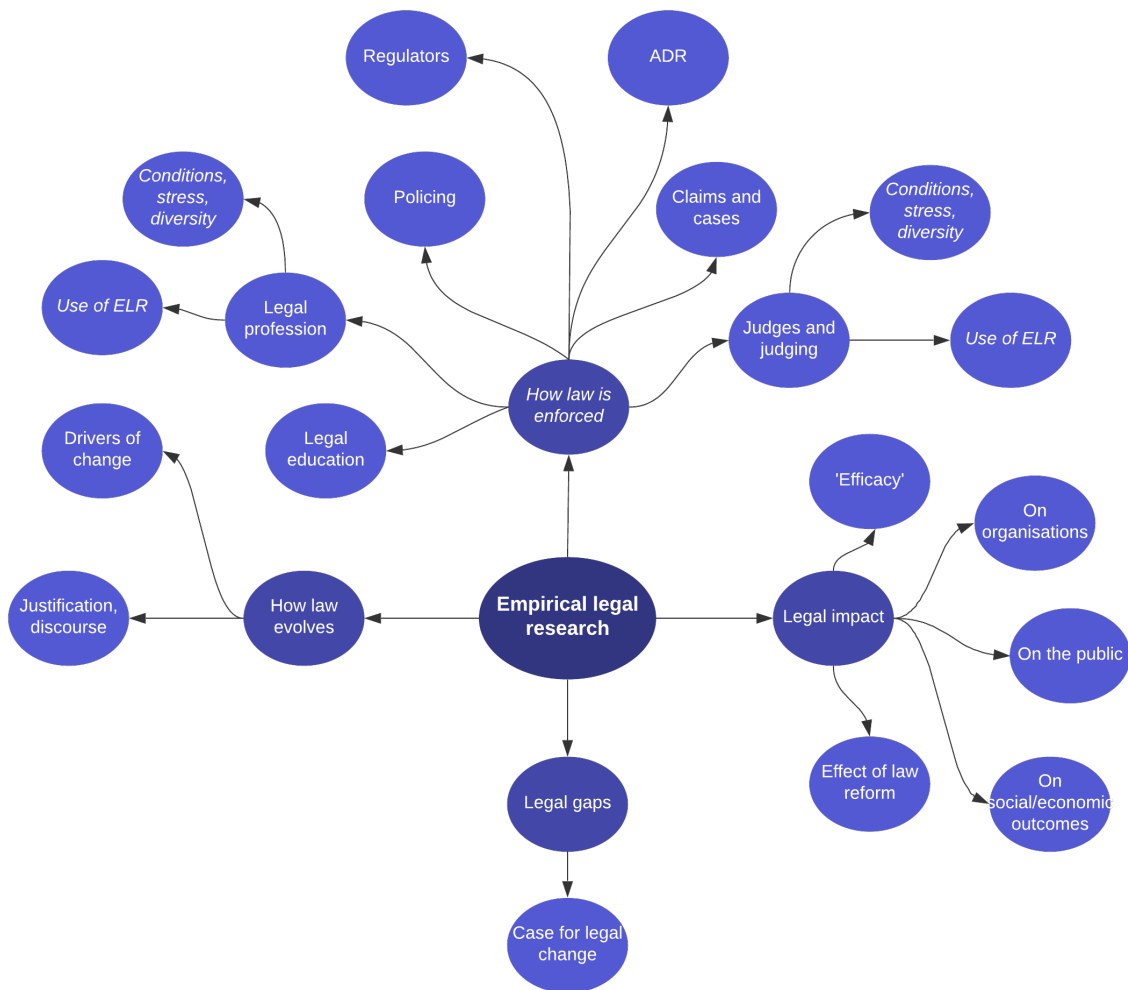 Regulators
ADR
Conditions,
stress,
diversity
Policing
Claims and
cases
Conditions,
stress,
diversity
Use of ELR
Legal
profession
Judges and
judging
Use of ELR
How law is
enforced
Drivers of
change
Legal
education
'Efficacy'
On
organisations
Justification,
discourse
How law
evolves
Empirical legal
research
Legal impact
On the public
Effect of law
reform
On
social/economic
outcomes
Legal gaps
Case for legal
change